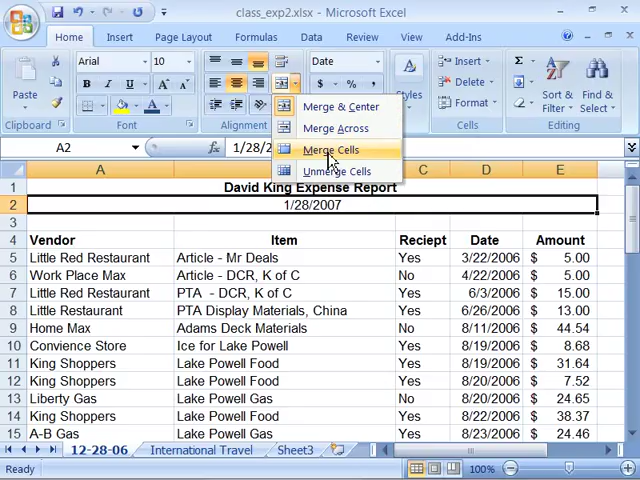 class_exp2.xlsx - Microsoft Excel
Home Insert Page Layout Formulas Data Review View Add-Ins
Arial 10 Date
Paste B I U A $ % , Styles Insert Delete Format Sort & Filter Find & Select
Merge & Center
Merge Across
Merge Cells
Unmerge Cells
Clipboard Font Alignment Cells Editing
A2 1/28/2
A B C D E
1 David King Expense Report
2 1/28/2007
3
4 Vendor Item Reciept Date Amount
5 Little Red Restaurant Article - Mr Deals Yes 3/22/2006 $ 5.00
6 Work Place Max Article - DCR, K of C No 4/22/2006 $ 5.00
7 Little Red Restaurant PTA - DCR, K of C Yes 6/3/2006 $ 15.00
8 Little Restaurant PTA Display Materials, China Yes 6/26/2006 $ 13.00
9 Home Max Adams Deck Materials No 8/11/2006 $ 44.54
10 Convience Store Ice for Lake Powell Yes 8/19/2006 $ 8.68
11 King Shoppers Lake Powell Food Yes 8/19/2006 $ 31.64
12 King Shoppers Lake Powell Food Yes 8/20/2006 $ 7.52
13 Liberty Gas Lake Powell Gas No 8/20/2006 $ 24.65
14 King Shoppers Lake Powell Food Yes 8/22/2006 $ 38.37
15 A-B Gas Lake Powell Gas Yes 8/23/2006 $ 24.46
12-28-06 International Travel Sheet3
Ready 100%